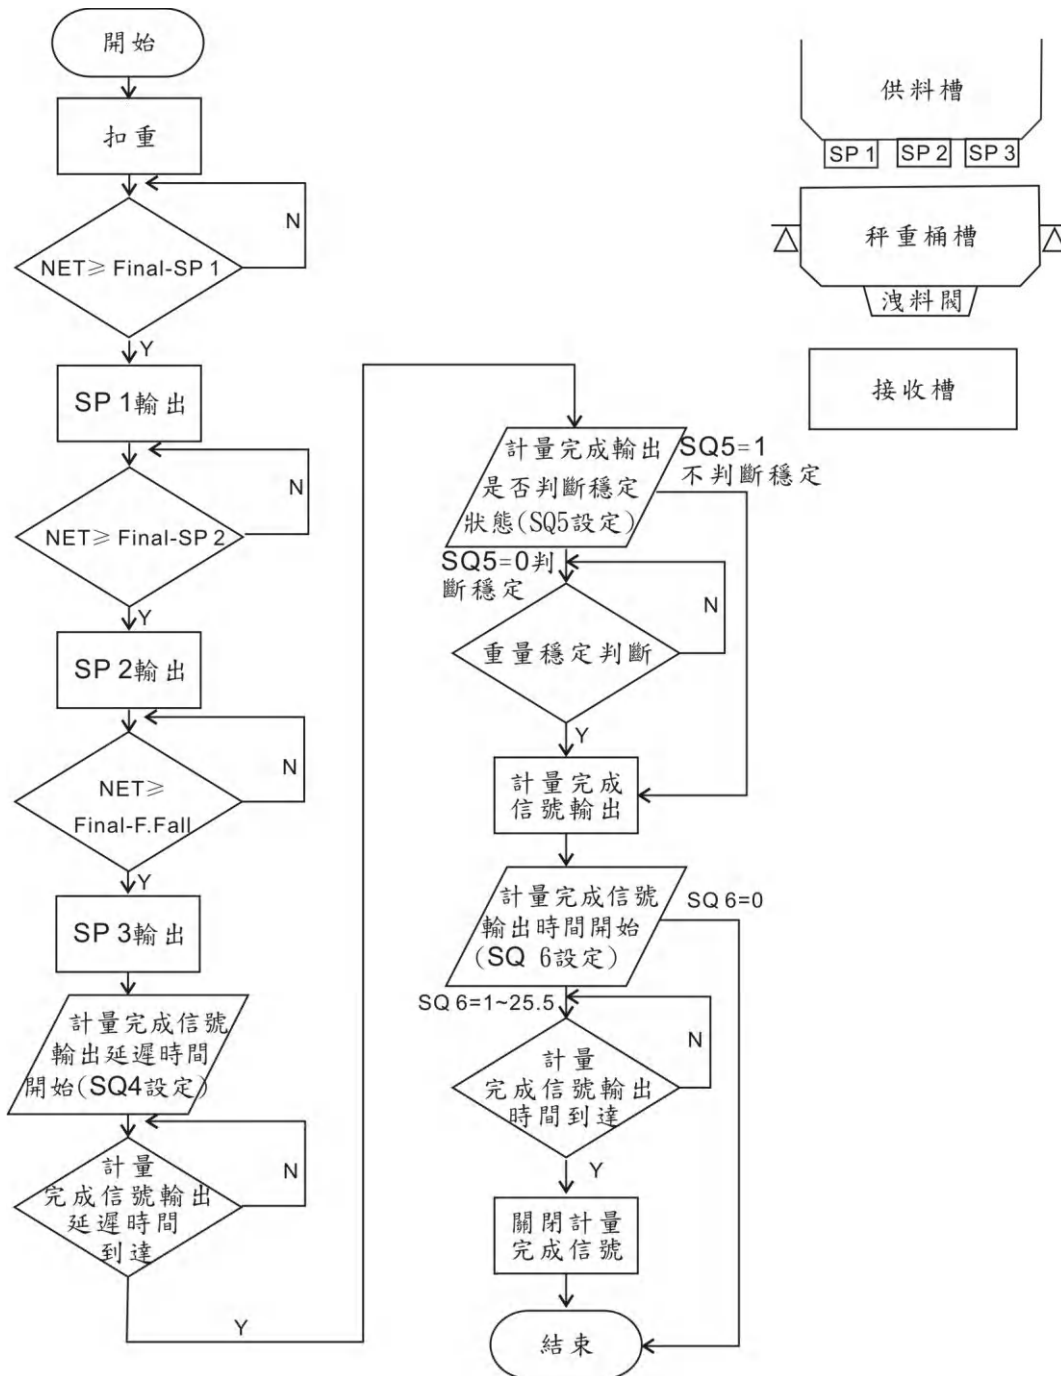 開始
扣重
N
NET≥ Final-SP 1
Y
SP 1輸出
N
NET≥ Final-SP 2
Y
SP 2輸出
N
NET≥
Final-F.Fall
Y
SP 3輸出
計量完成信號
輸出延遲時間
開始(SQ4設定)
N
計量
完成信號輸出
延遲時間
到達
Y
計量完成輸出
是否判斷穩定
狀態(SQ5設定)
SQ5=1
不判斷穩定
SQ5=0判
斷穩定
N
重量穩定判斷
Y
計量完成
信號輸出
計量完成信號
輸出時間開始
(SQ 6設定)
SQ 6=0
SQ 6=1~25.5
N
計量
完成信號輸出
時間到達
Y
關閉計量
完成信號
結束
供料槽
SP 1
SP 2
SP 3
秤重桶槽
洩料閥
接收槽